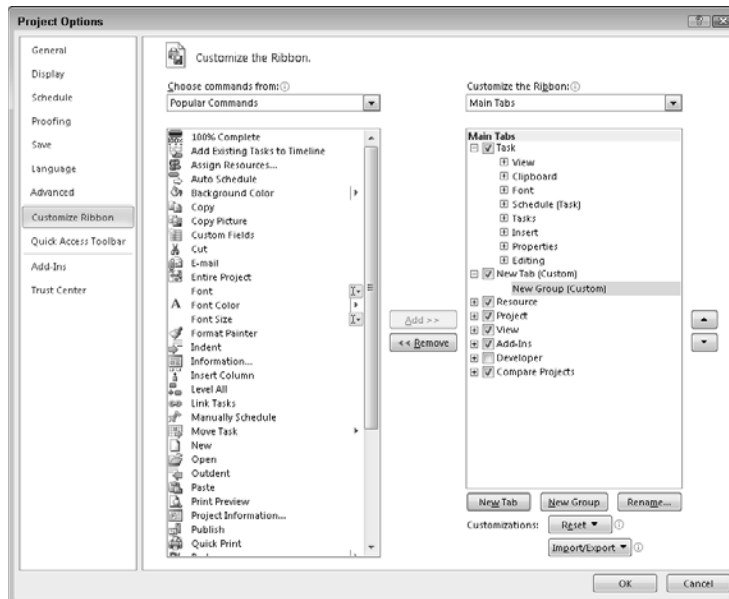 Project Options
General
Display
Schedule
Proofing
Save
Language
Advanced
Customize Ribbon
Quick Access Toolbar
Add-Ins
Trust Center
Customize the Ribbon.
Choose commands from:
Popular Commands
100% Complete
Add Existing Tasks to Timeline
Assign Resources...
Auto Schedule
Background Color
Copy
Copy Picture
Custom Fields
Cut
E-mail
Entire Project
Font
Font Color
Font Size
Format Painter
Indent
Information...
Insert Column
Level All
Link Tasks
Manually Schedule
Move Task
New
Open
Outdent
Paste
Print Preview
Project Information...
Publish
Quick Print
Add >>
<< Remove
Customize the Ribbon:
Main Tabs
Main Tabs
Task
View
Clipboard
Font
Schedule (Task)
Tasks
Insert
Properties
Editing
New Tab (Custom)
New Group (Custom)
Resource
Project
View
Add-Ins
Developer
Compare Projects
New Tab
New Group
Rename...
Customizations:
Reset
Import/Export
OK
Cancel